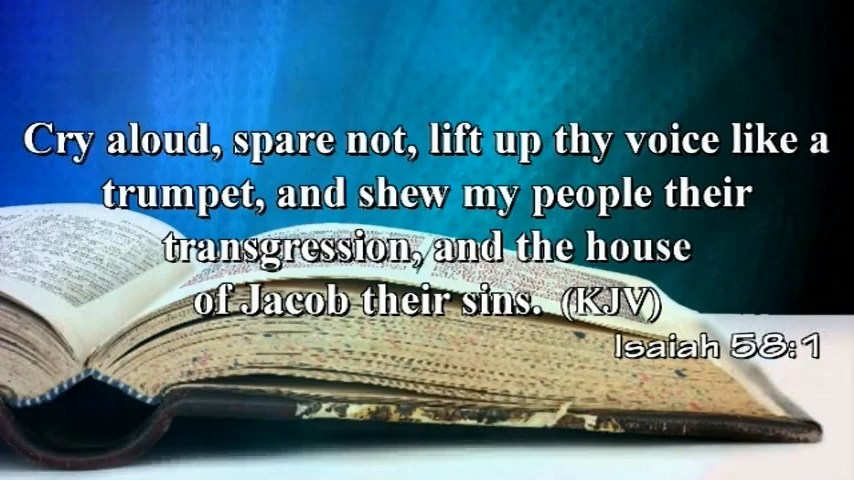 Cry aloud, spare not, lift up thy voice like a
trumpet, and shew my people their
transgression, and the house
of Jacob their sins. (KJV)
Isaiah 58:1